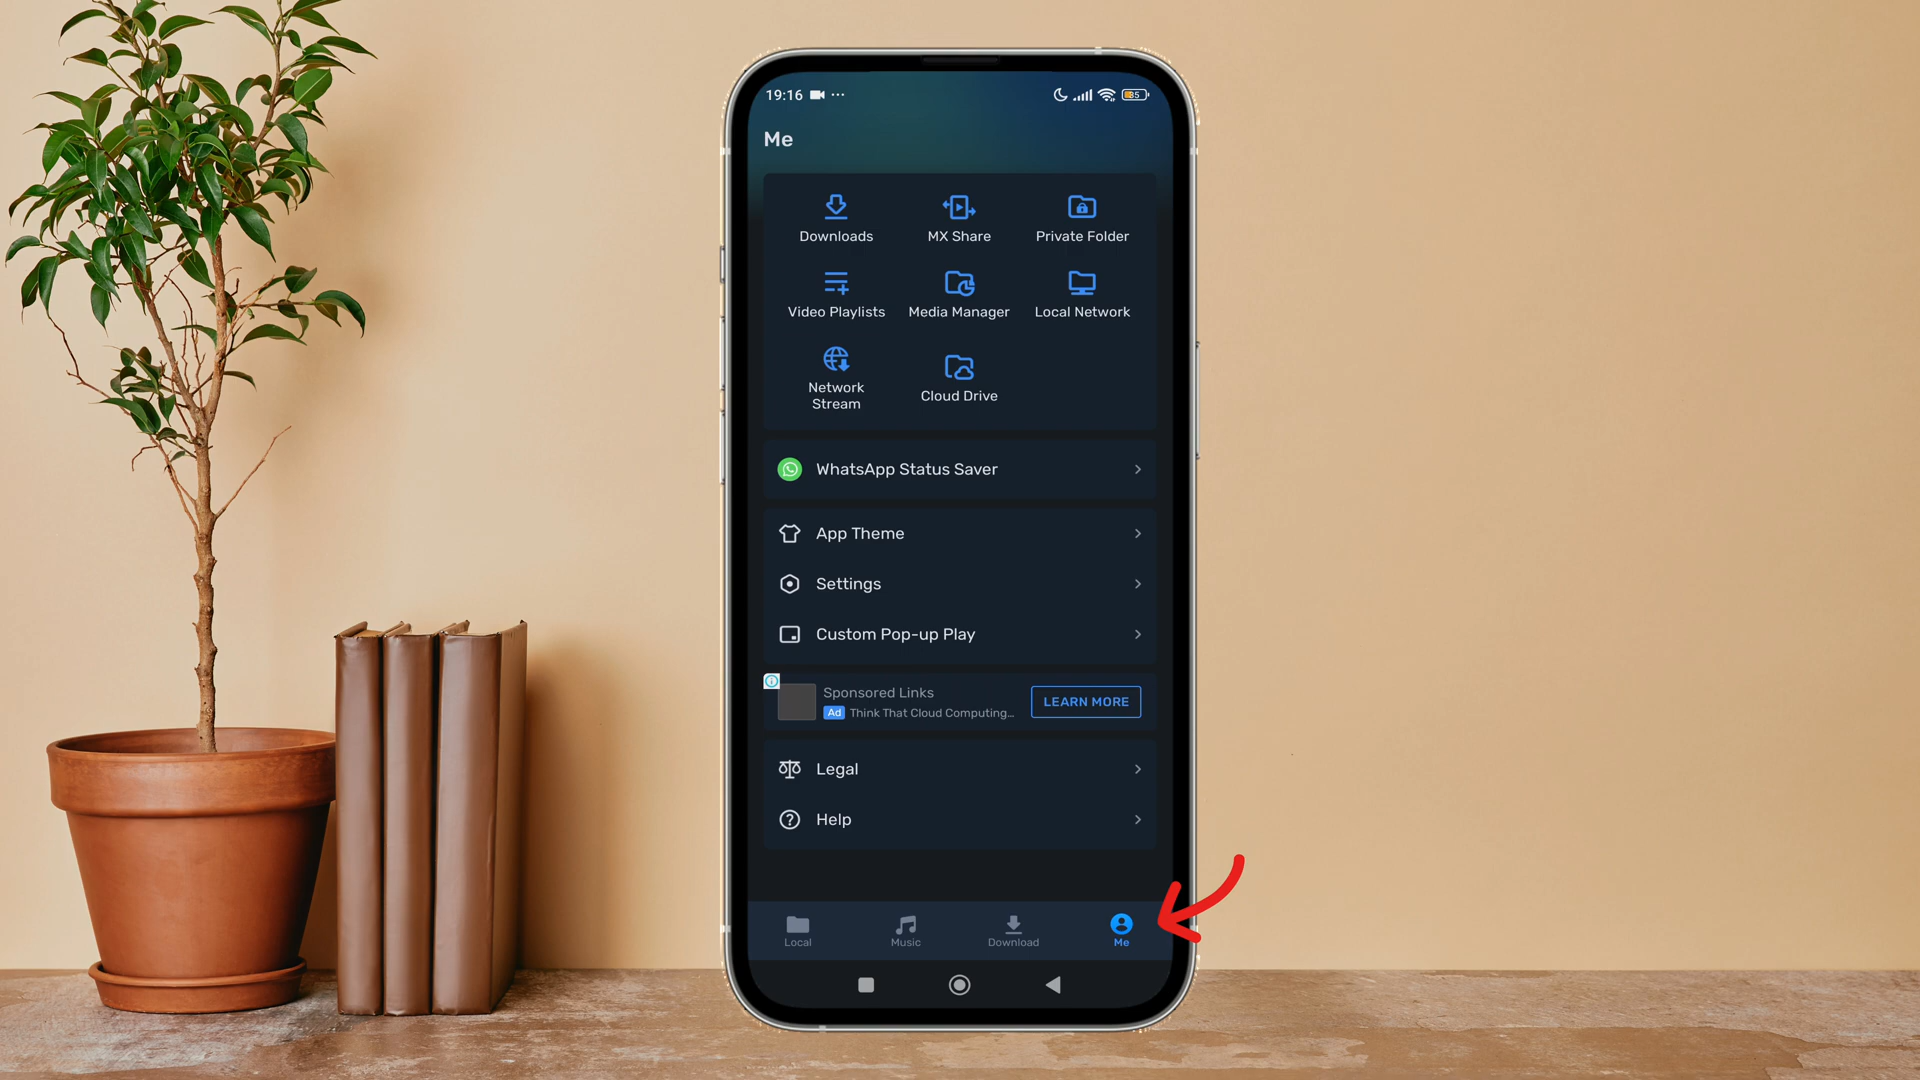 19:16
35
Me
Downloads
MX Share
Private Folder
Video Playlists
Media Manager
Local Network
Network
Stream
Cloud Drive
WhatsApp Status Saver
App Theme
Settings
Custom Pop-up Play
Sponsored Links
Ad Think That Cloud Computing...
LEARN MORE
Legal
Help
Local
Music
Download
Me